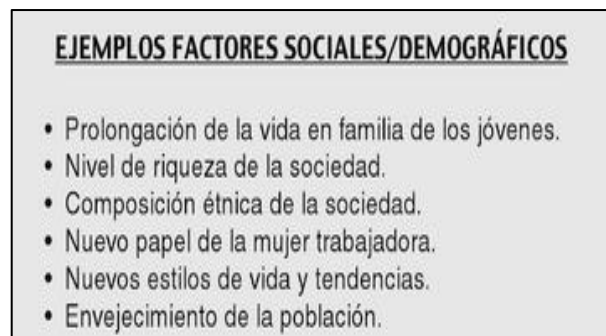 EJEMPLOS FACTORES SOCIALES/DEMOGRÁFICOS
• Prolongación de la vida en familia de los jóvenes.
• Nivel de riqueza de la sociedad.
• Composición étnica de la sociedad.
• Nuevo papel de la mujer trabajadora.
• Nuevos estilos de vida y tendencias.
• Envejecimiento de la población.